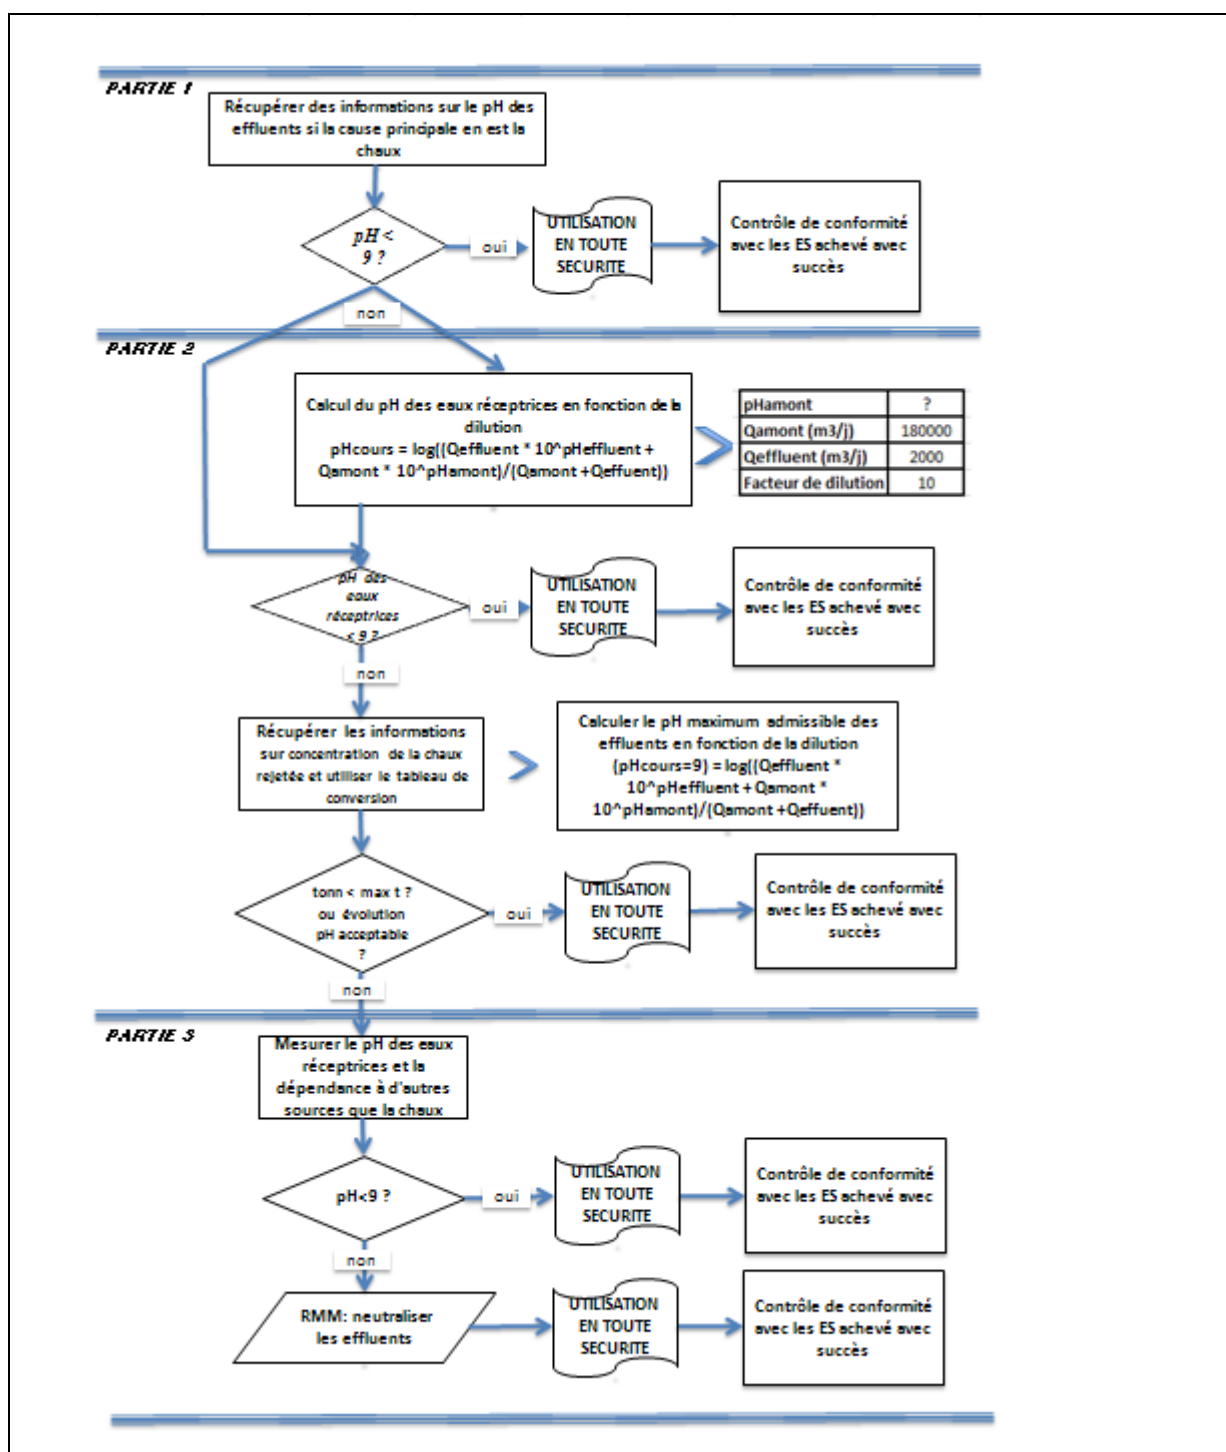 PARTIE 1
Récupérer des informations sur le pH des
effluents si la cause principale en est la
chaux
pH <
9 ?
oui
UTILISATION
EN TOUTE
SECURITE
Contrôle de conformité
avec les ES achevé avec
succès
non
PARTIE 2
Calcul du pH des eaux réceptrices en fonction de la
dilution
pHcours = log((Qeffluent * 10^pHeffluent +
Qamont * 10^pHamont)/(Qamont +Qeffuent))
pHamont ?
Qamont (m3/j) 180000
Qeffluent (m3/j) 2000
Facteur de dilution 10
pH des
eaux
réceptrices
< 9 ?
oui
UTILISATION
EN TOUTE
SECURITE
Contrôle de conformité
avec les ES achevé avec
succès
non
Récupérer les informations
sur concentration de la chaux
rejetée et utiliser le tableau de
conversion
Calculer le pH maximum admissible des
effluents en fonction de la dilution
(pHcours=9) = log((Qeffluent *
10^pHeffluent + Qamont *
10^pHamont)/(Qamont +Qeffuent))
tonn < max t ?
ou évolution
pH acceptable
?
oui
UTILISATION
EN TOUTE
SECURITE
Contrôle de conformité
avec les ES achevé avec
succès
non
PARTIE 3
Mesurer le pH des eaux
réceptrices et la
dépendance à d'autres
sources que la chaux
pH<9 ?
oui
UTILISATION
EN TOUTE
SECURITE
Contrôle de conformité
avec les ES achevé avec
succès
non
RMM: neutraliser
les effluents
UTILISATION
EN TOUTE
SECURITE
Contrôle de conformité
avec les ES achevé avec
succès